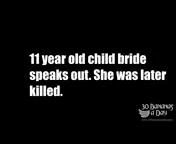 11 year old child bride
speaks out. She was later
killed.
30 Bananas
a Day